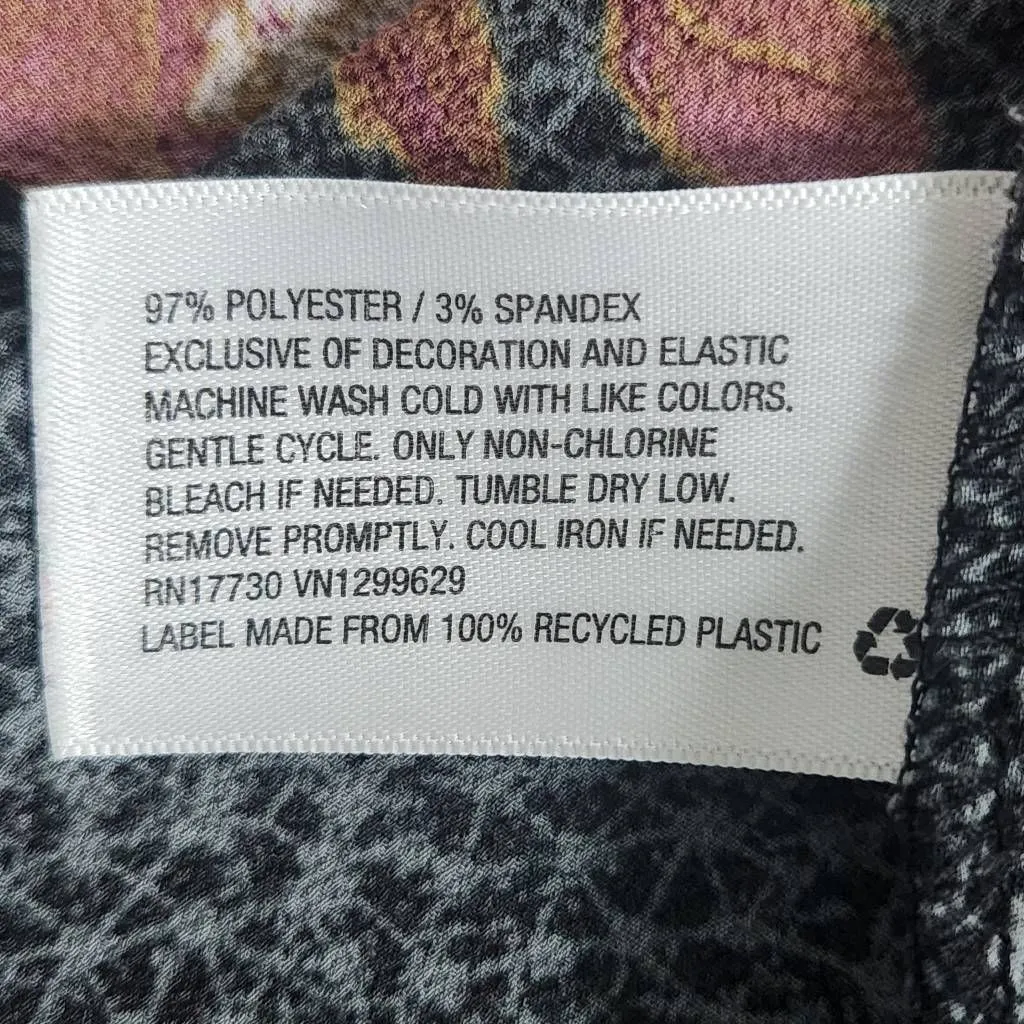 97% POLYESTER / 3% SPANDEX
EXCLUSIVE OF DECORATION AND ELASTIC
MACHINE WASH COLD WITH LIKE COLORS.
GENTLE CYCLE. ONLY NON-CHLORINE
BLEACH IF NEEDED. TUMBLE DRY LOW.
REMOVE PROMPTLY. COOL IRON IF NEEDED.
RN17730 VN1299629
LABEL MADE FROM 100% RECYCLED PLASTIC